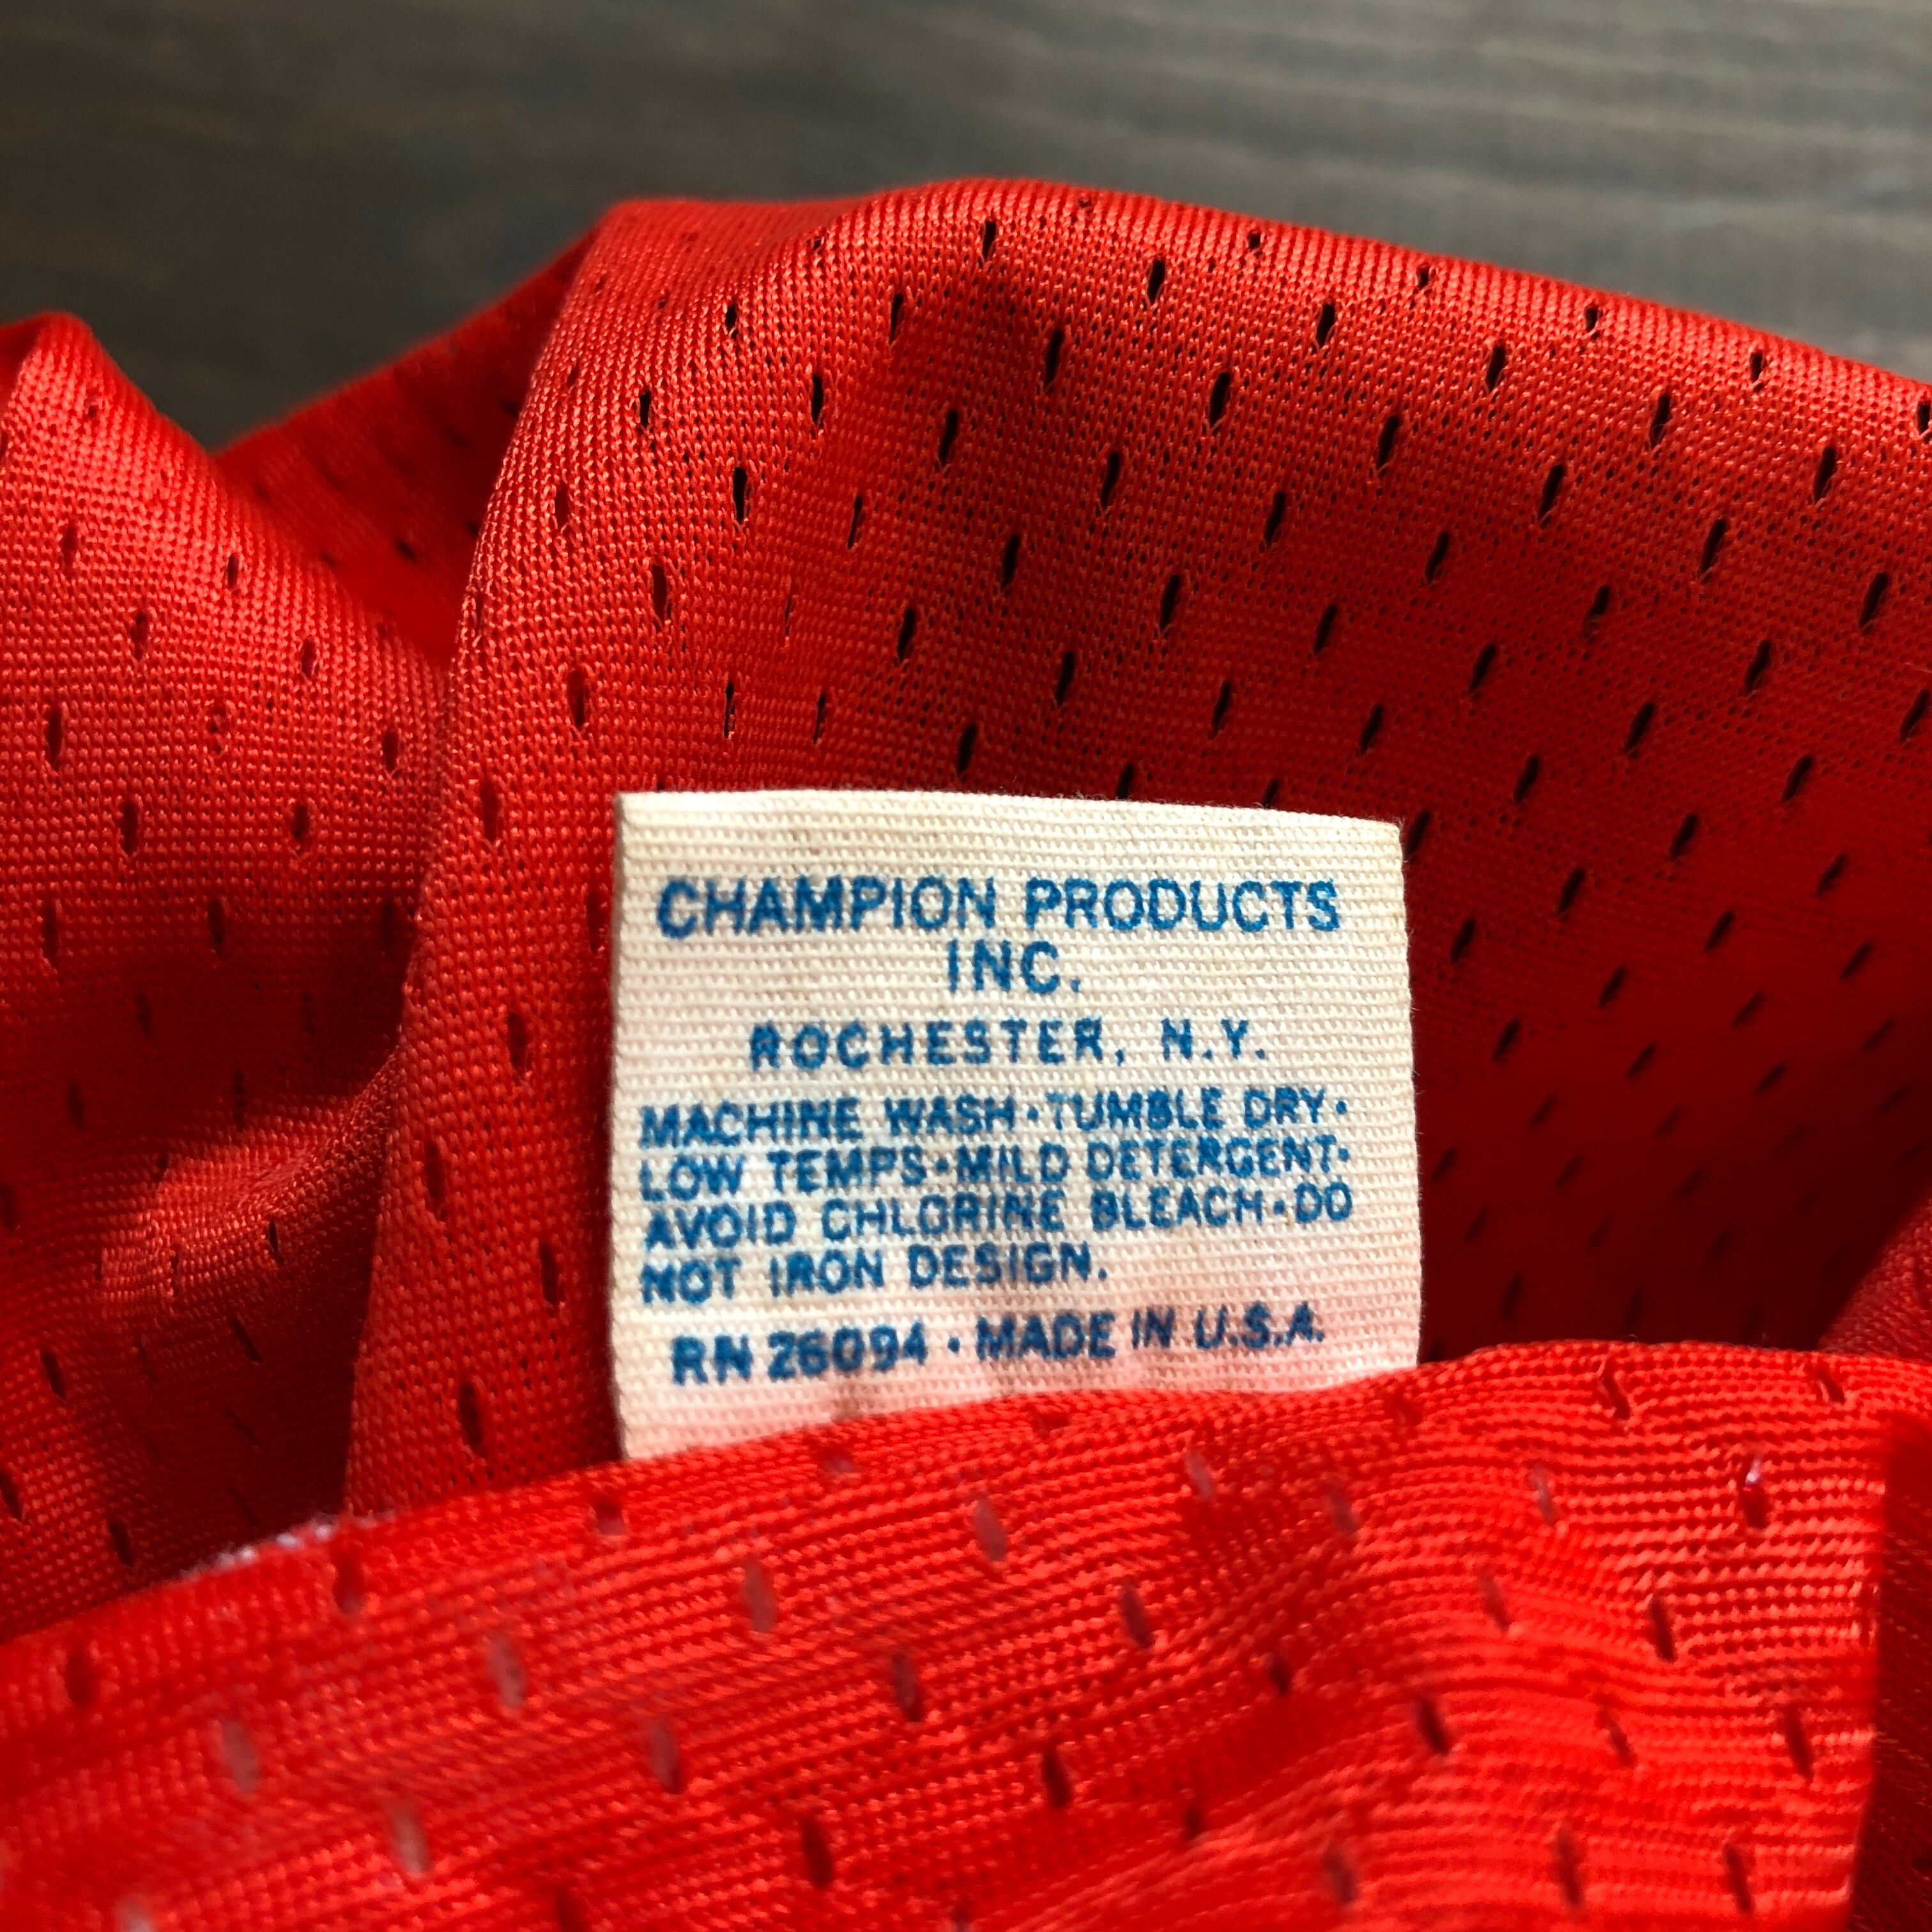 CHAMPION PRODUCTS
INC.
ROCHESTER, N.Y.
MACHINE WASH•TUMBLE DRY•
LOW TEMPS•MILD DETERGENT•
AVOID CHLORINE BLEACH•DO
NOT IRON DESIGN.
RN 26094 • MADE IN U.S.A.